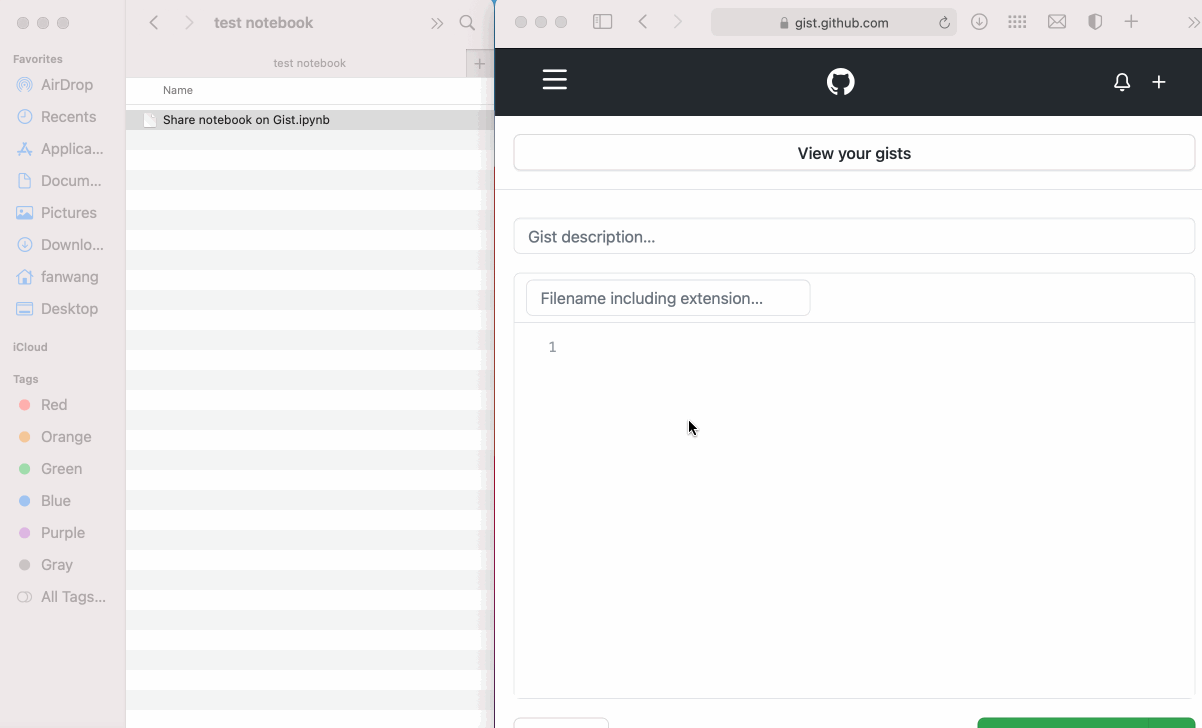 test notebook
Favorites
AirDrop
Recents
Applica...
Docum...
Pictures
Downlo...
fanwang
Desktop
iCloud
Tags
Red
Orange
Green
Blue
Purple
Gray
All Tags...
test notebook
Name
Share notebook on Gist.ipynb
gist.github.com
View your gists
Gist description...
Filename including extension...
1